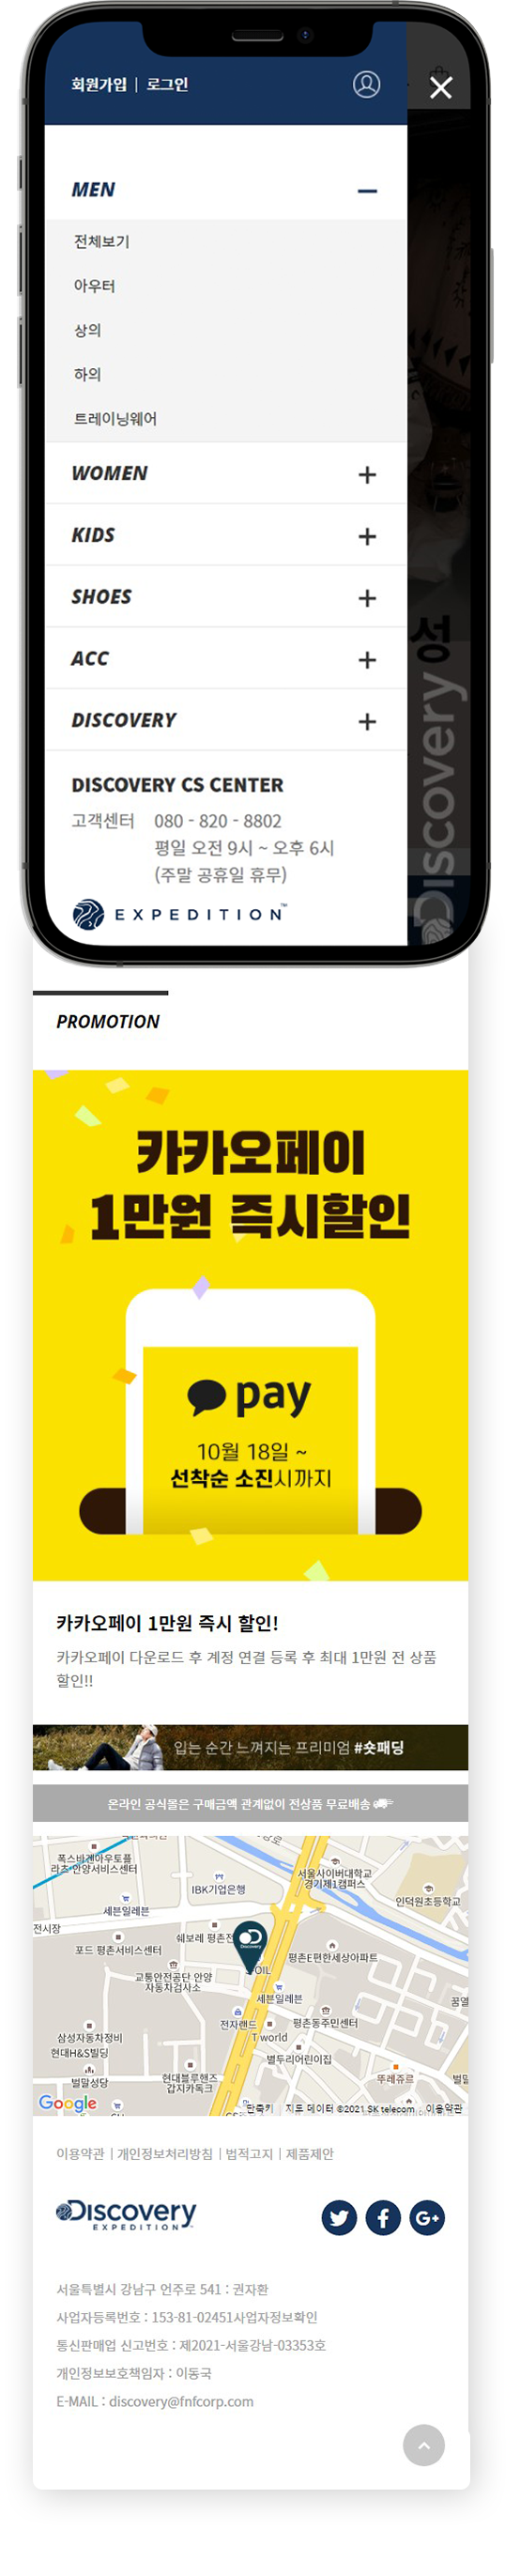 회원가입 | 로그인
MEN
전체보기
아우터
상의
하의
트레이닝웨어
WOMEN
KIDS
SHOES
ACC
DISCOVERY
성
Discovery
DISCOVERY CS CENTER
고객센터 080 - 820 - 8802
평일 오전 9시 ~ 오후 6시
(주말 공휴일 휴무)
EXPEDITION™
PROMOTION
카카오페이
1만원 즉시할인
pay
10월 18일 ~
선착순 소진시까지
카카오페이 1만원 즉시 할인!
카카오페이 다운로드 후 계정 연결 등록 후 최대 1만원 전 상품
할인!!
입는 순간 느껴지는 프리미엄 #숏패딩
온라인 공식몰은 구매금액 관계없이 전상품 무료배송
폭스바겐아우토플
라츠 안양서비스센터
서울사이버대학교
경기제1캠퍼스
IBK기업은행
인덕원초등학교
세븐일레븐
전시장
쉐보레 평촌전
포드 평촌서비스센터
Discovery
평촌E편한세상아파트
S-OIL
교통안전공단 안양
자동차검사소
세븐일레븐
꿈열
전자랜드
평촌동주민센터
삼성자동차정비
T world
현대H&S빌딩
별두리어린이집
벌말성당
현대블루핸즈
갑지카독크
뚜레쥬르
벌말
Google
단축키 지도 데이터 ©2021 SK telecom 이용약관
이용약관 | 개인정보처리방침 | 법적고지 | 제품제안
Discovery
EXPEDITION
서울특별시 강남구 언주로 541 : 권자환
사업자등록번호 : 153-81-02451사업자정보확인
통신판매업 신고번호 : 제2021-서울강남-03353호
개인정보보호책임자 : 이동국
E-MAIL : discovery@fnfcorp.com